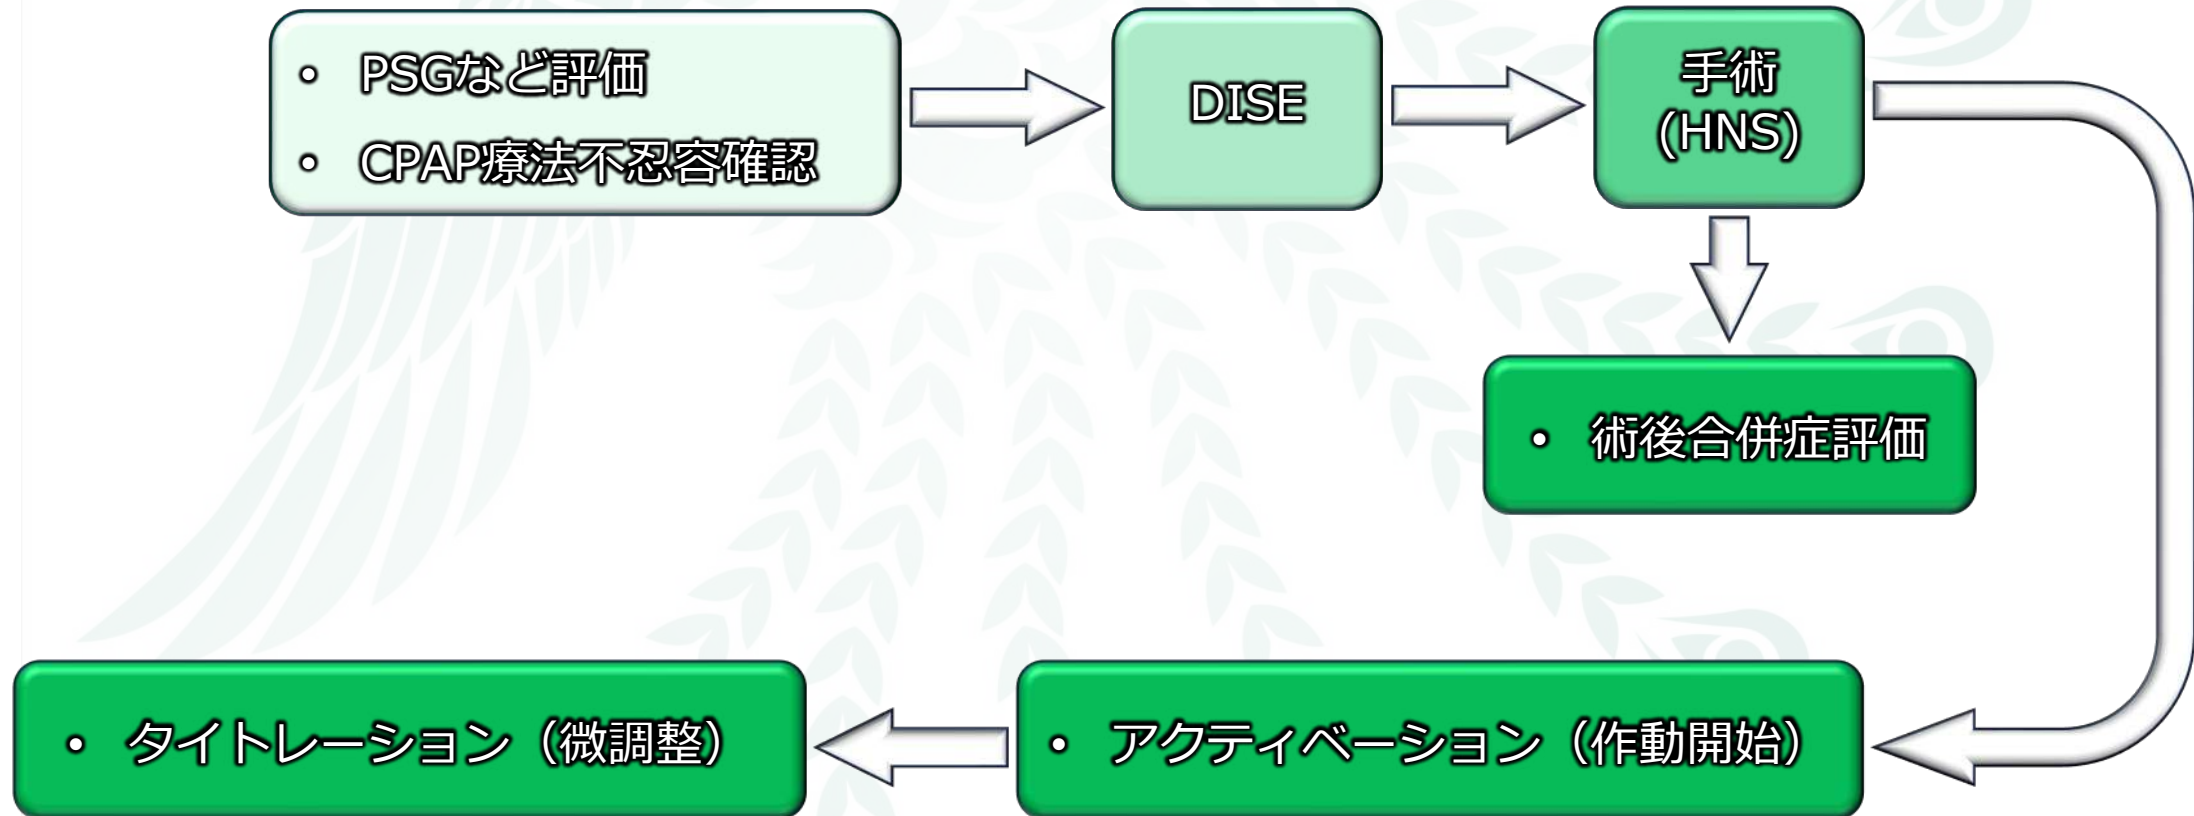 • PSGなど評価
• CPAP療法不忍容確認
DISE
手術
(HNS)
• 術後合併症評価
• アクティベーション（作動開始）
• タイトレーション（微調整）